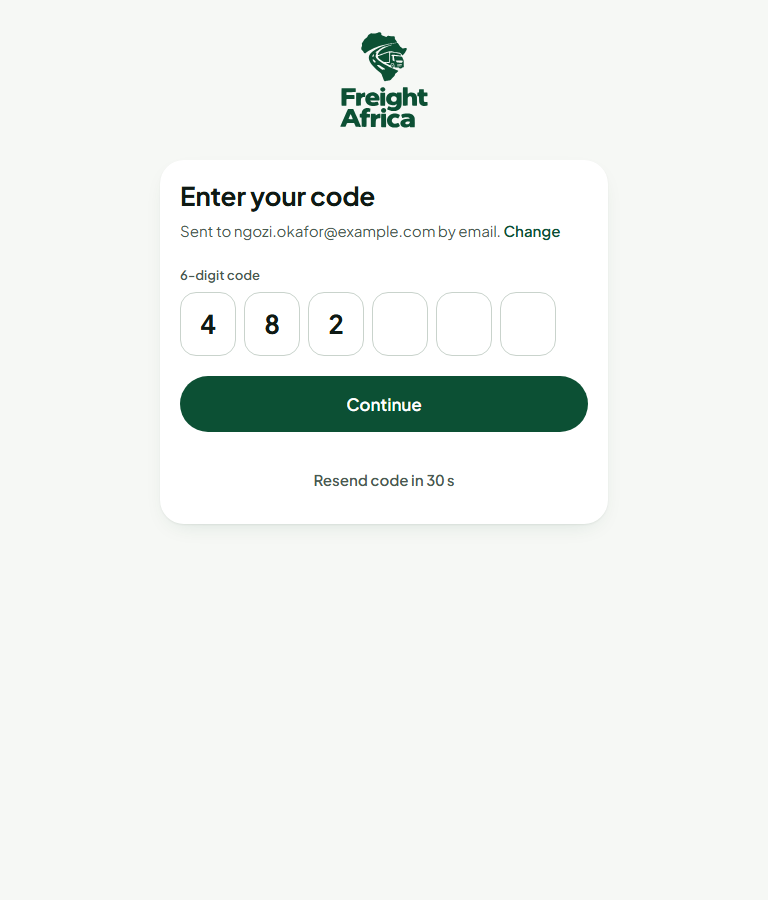 Freight
Africa
Enter your code
Sent to ngozi.okafor@example.com by email. Change
6-digit code
4 8 2
Continue
Resend code in 30 s